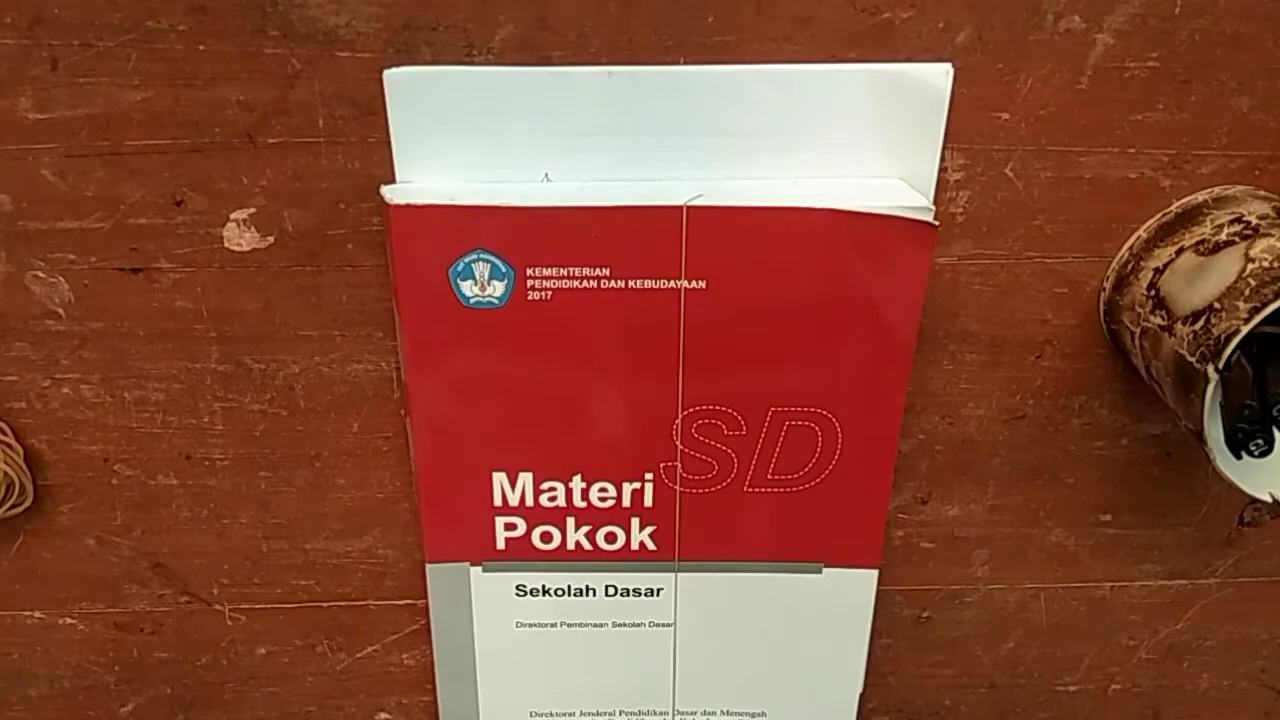 KEMENTERIAN
PENDIDIKAN DAN KEBUDAYAAN
2017
SD
Materi
Pokok
Sekolah Dasar
Direktorat Pembinaan Sekolah Dasar
Direktorat Jenderal Pendidikan Dasar dan Menengah